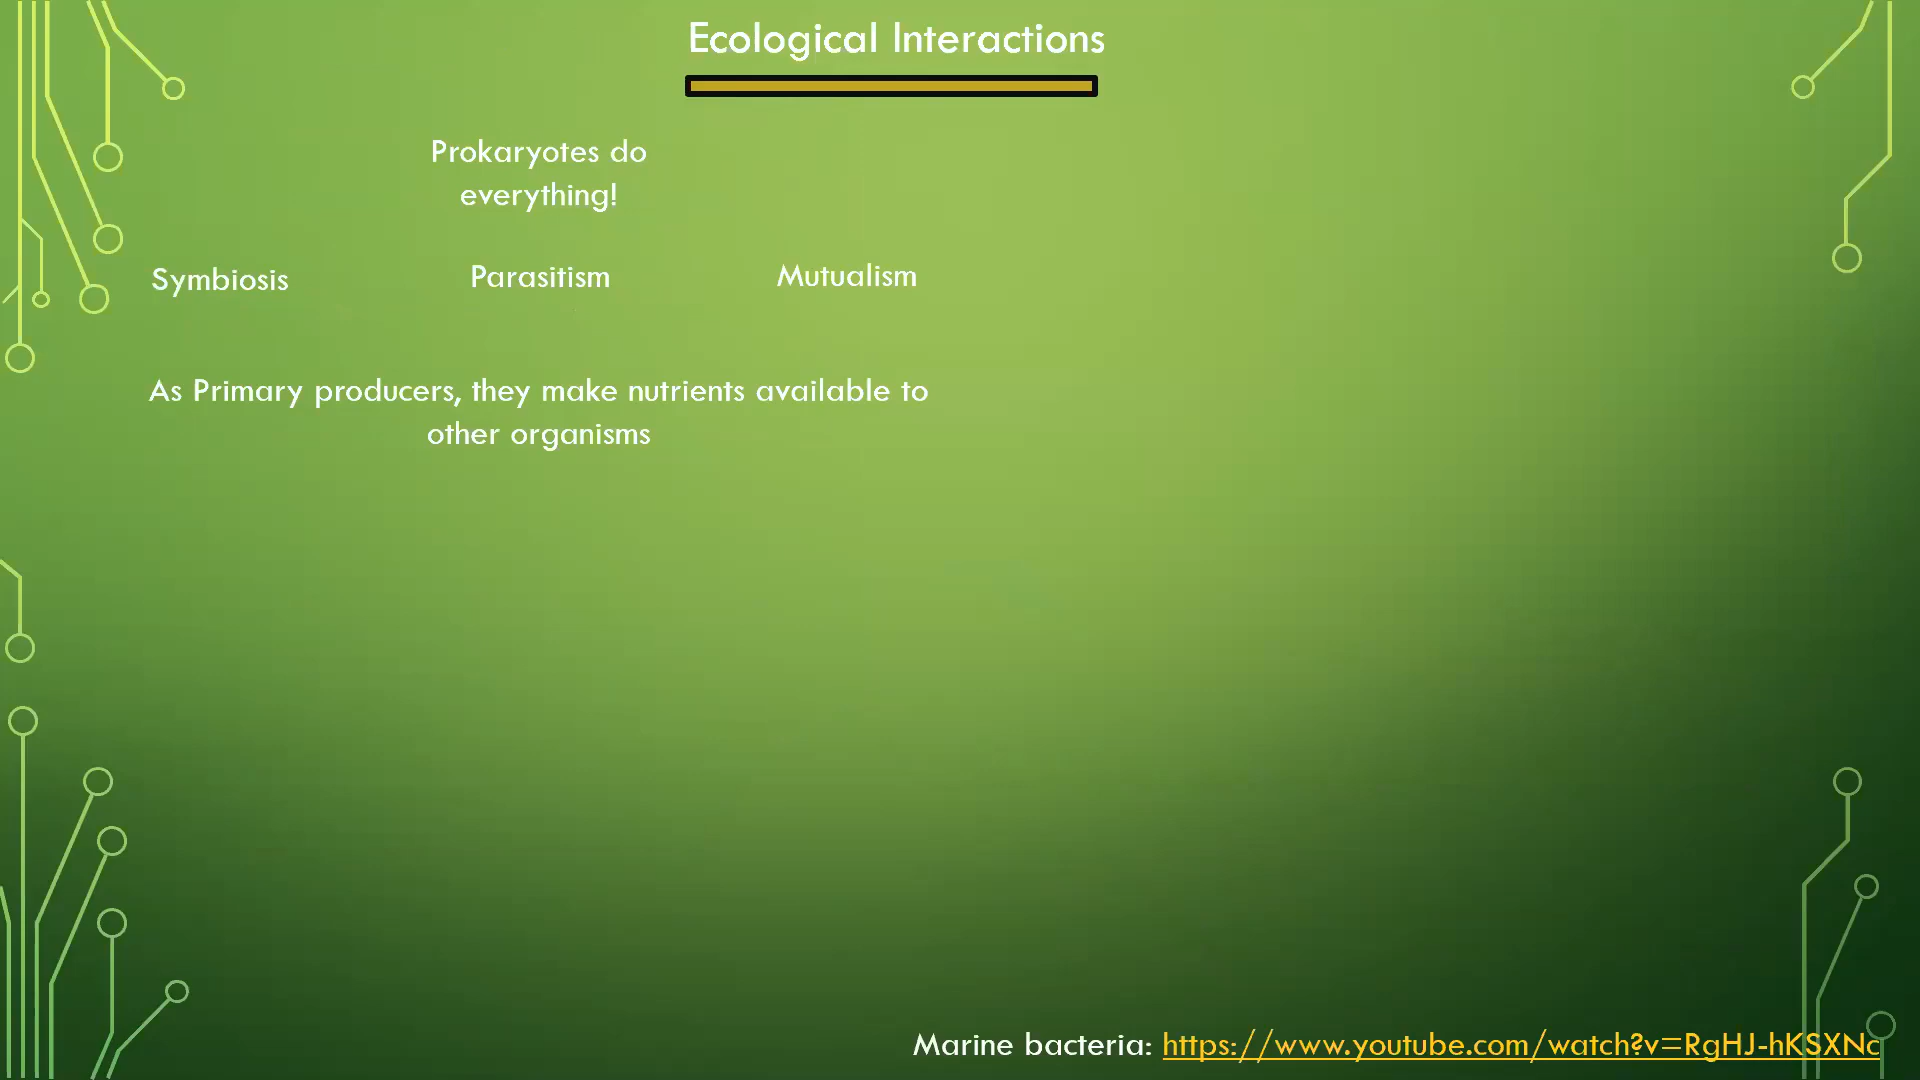 Ecological Interactions
Prokaryotes do
everything!
Symbiosis
Parasitism
Mutualism
As Primary producers, they make nutrients available to
other organisms
Marine bacteria: https://www.youtube.com/watch?v=RgHJ-hKSXNc